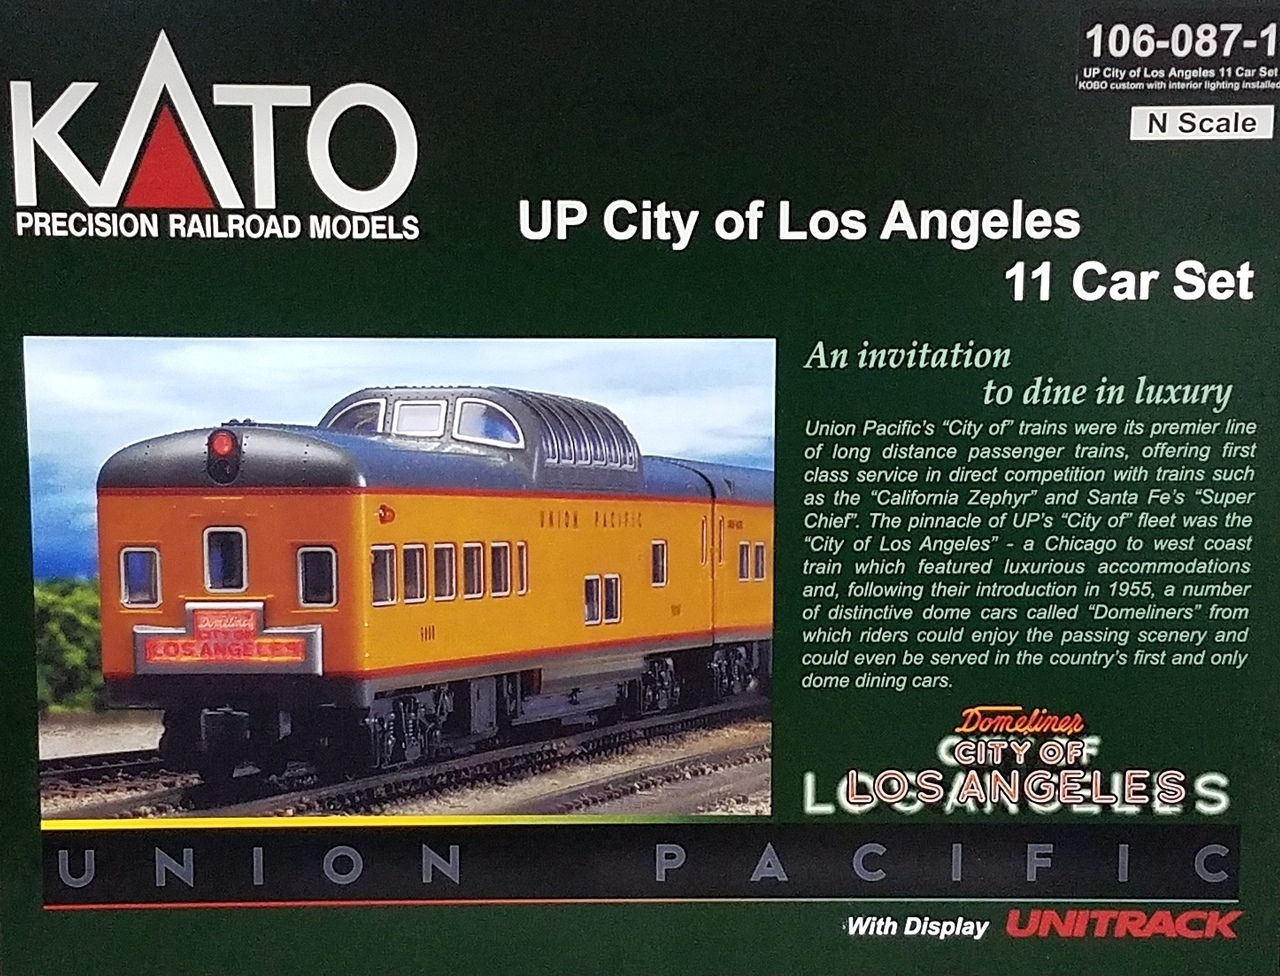 KATO
PRECISION RAILROAD MODELS
106-087-1
UP City of Los Angeles 11 Car Set
KOBO custom with interior lighting installed
N Scale
UP City of Los Angeles
11 Car Set
An invitation
to dine in luxury
Union Pacific's "City of" trains were its premier line
of long distance passenger trains, offering first
class service in direct competition with trains such
as the "California Zephyr" and Santa Fe's "Super
Chief". The pinnacle of UP's "City of" fleet was the
"City of Los Angeles" - a Chicago to west coast
train which featured luxurious accommodations
and, following their introduction in 1955, a number
of distinctive dome cars called "Domeliners" from
which riders could enjoy the passing scenery and
could even be served in the country's first and only
dome dining cars.
UNION PACIFIC
Domeliner
CITY OF
LOS ANGELES
Domeliner
CITY OF
LOS ANGELES
UNION PACIFIC
With Display UNITRACK